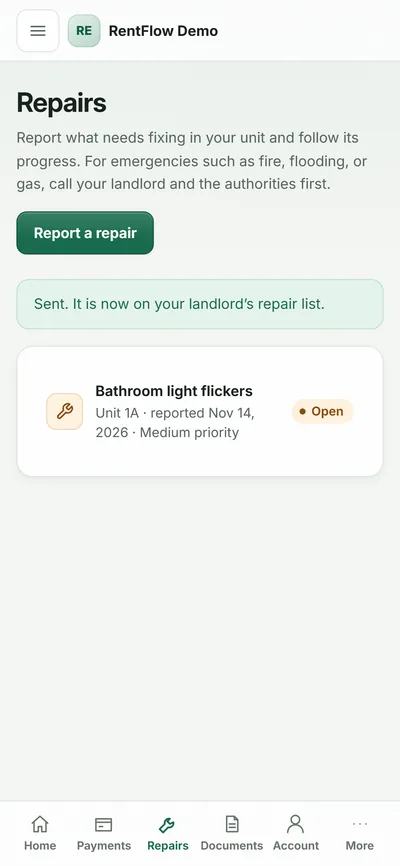 RE RentFlow Demo
Repairs
Report what needs fixing in your unit and follow its
progress. For emergencies such as fire, flooding, or
gas, call your landlord and the authorities first.
Report a repair
Sent. It is now on your landlord’s repair list.
Bathroom light flickers
Unit 1A · reported Nov 14,
2026 · Medium priority
Open
Home Payments Repairs Documents Account More